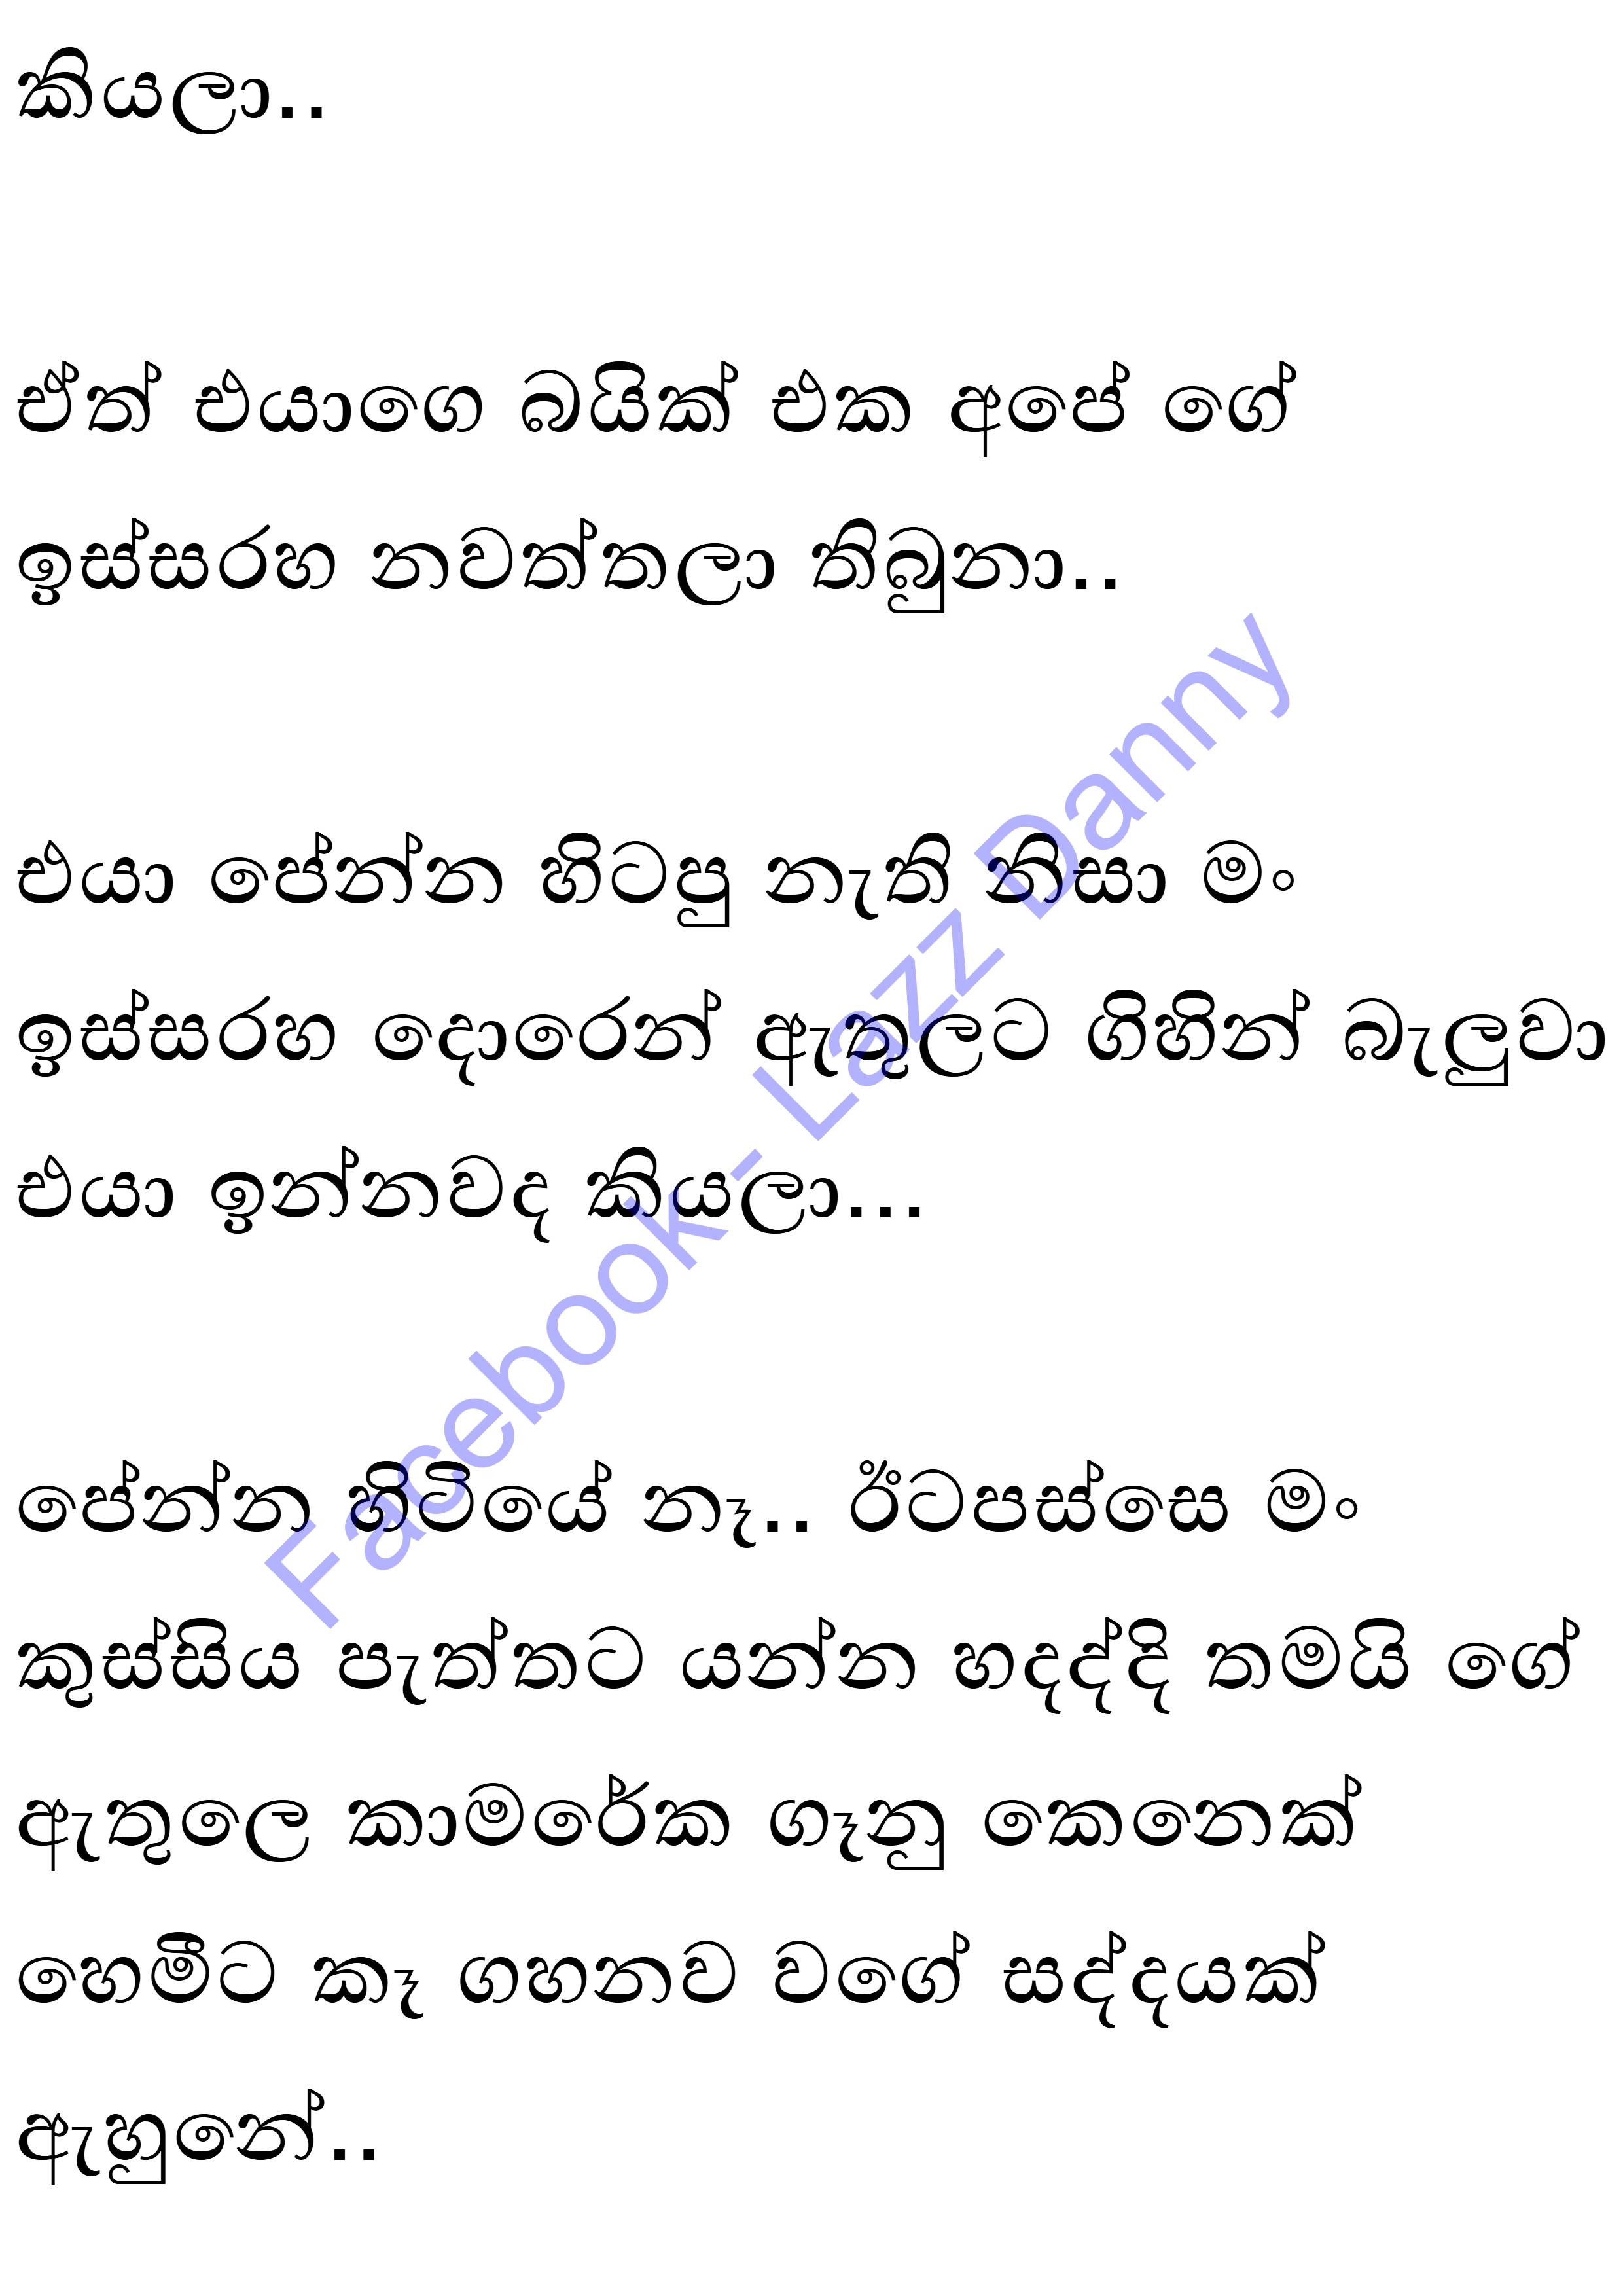 කියලා..
ඒත් එයාගෙ බයික් එක අපේ ගේ
ඉස්සරහ නවත්තලා තිබුනා..
එයා පේන්න හිටපු නැති නිසා මං
ඉස්සරහ දොරෙන් ඇතුලට ගිහින් බැලුවා
එයා ඉන්නවද කියලා...
පේන්න හිටියේ නෑ.. ඊටපස්සෙ මං
කුස්සිය පැත්තට යන්න හදද්දි තමයි ගේ
ඇතුලෙ කාමරේක ගෑනු කෙනෙක්
හෙමීට කෑ ගහනව වගේ සද්දයක්
ඇහුනේ..
Facebook- Lazz Danny